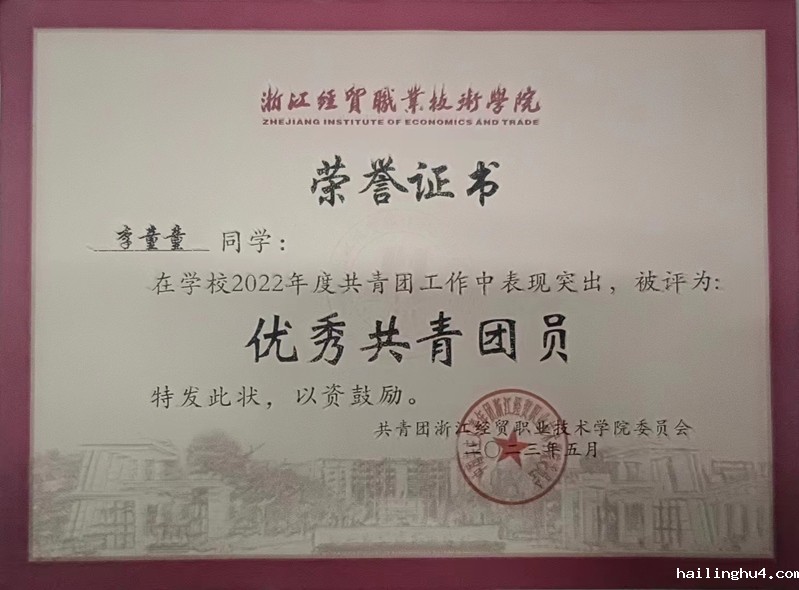 浙江经贸職業技術學院
ZHEJIANG INSTITUTE OF ECONOMICS AND TRADE
荣誉证书
李童童 同学：
在学校2022年度共青团工作中表现突出，被评为：
优秀共青团员
特发此状，以资鼓励。
共青团浙江经贸职业技术学院委员会
二〇二三年五月
hailinghu4.com